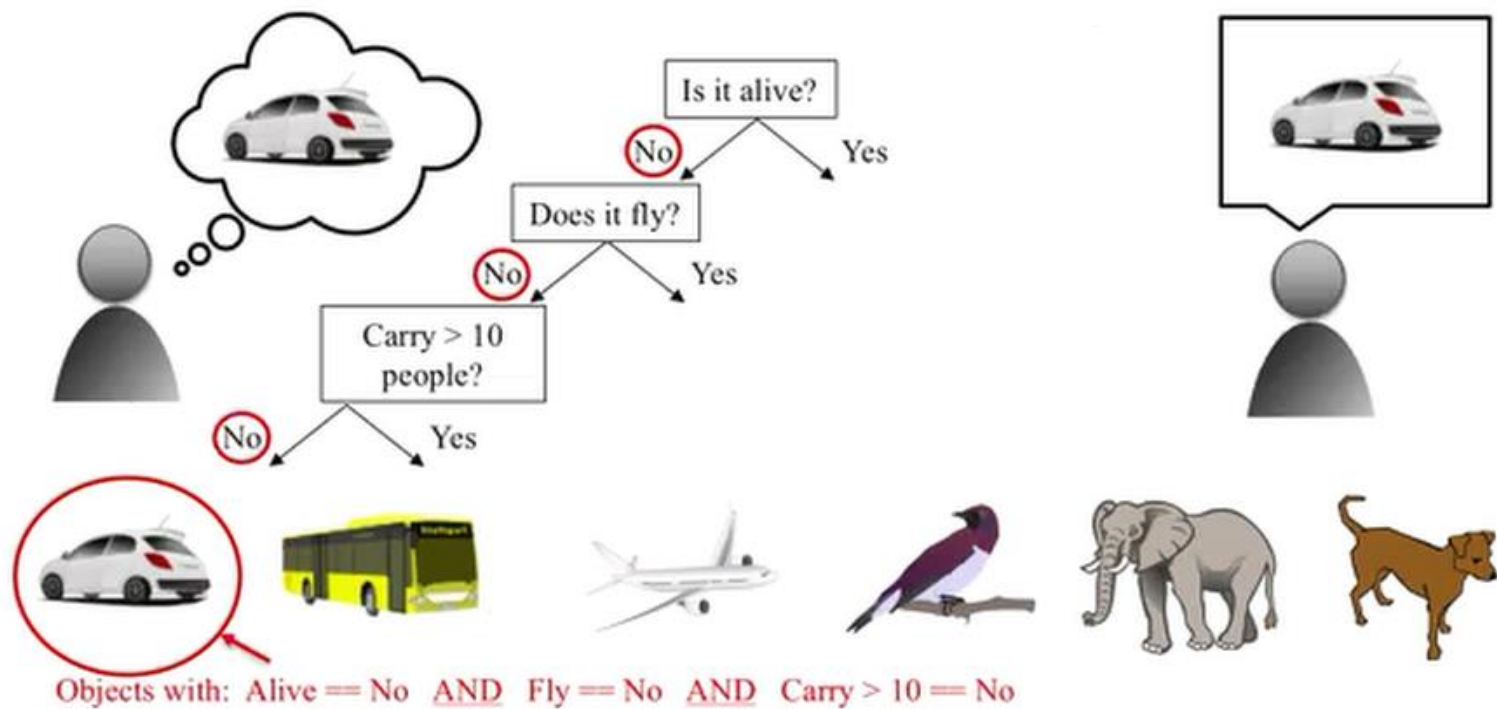 Is it alive?
No
Yes
Does it fly?
No
Yes
Carry > 10
people?
No
Yes
Stuttgart
Objects with: Alive == No AND Fly == No AND Carry > 10 == No